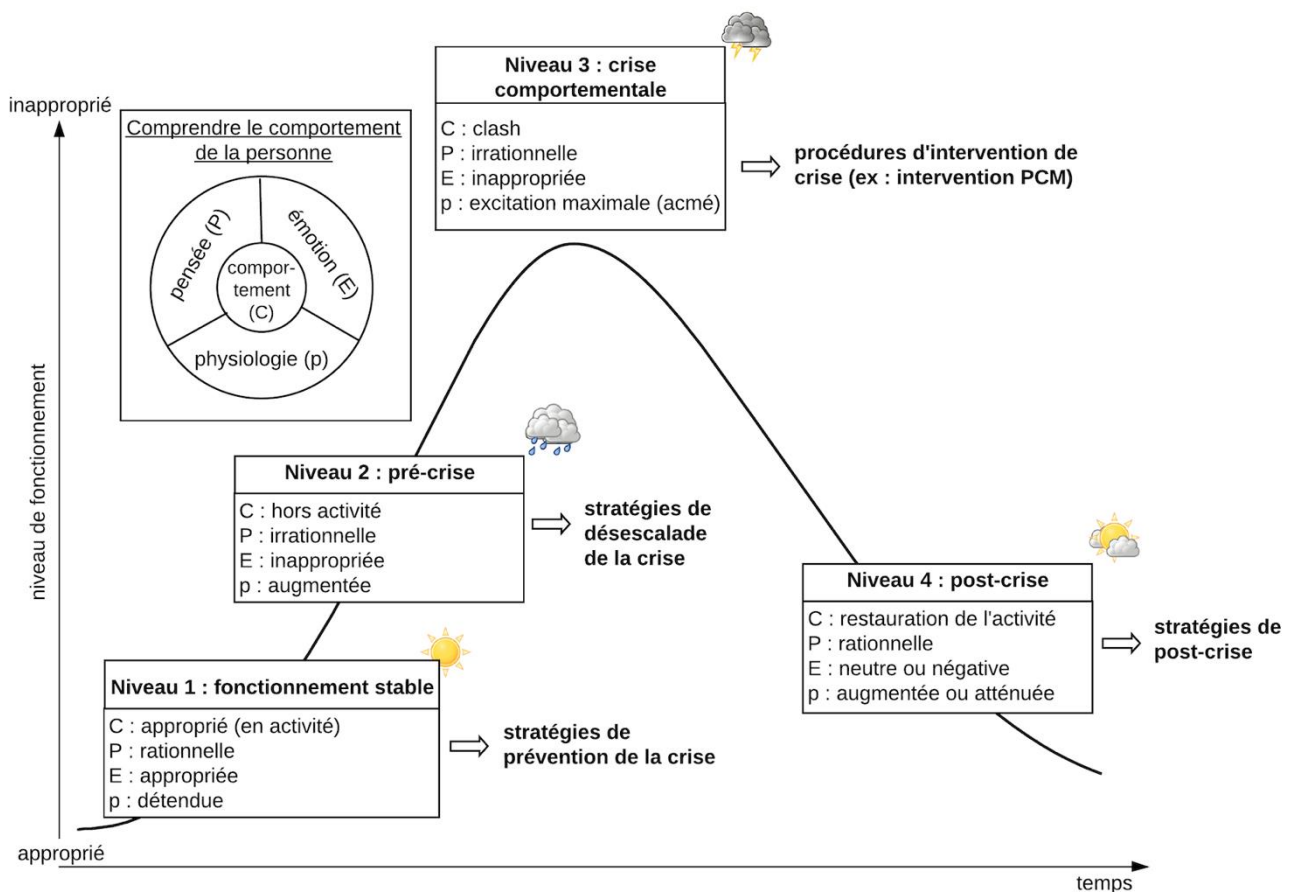 Niveau 3 : crise
comportementale
C : clash
P : irrationnelle
E : inappropriée
p : excitation maximale (acmé)
procédures d'intervention de
crise (ex : intervention PCM)
inapproprié
Comprendre le comportement
de la personne
pensée (P)
émotion (E)
compor-
tement
(C)
physiologie (p)
niveau de fonctionnement
Niveau 2 : pré-crise
C : hors activité
P : irrationnelle
E : inappropriée
p : augmentée
stratégies de
désescalade
de la crise
Niveau 4 : post-crise
C : restauration de l'activité
P : rationnelle
E : neutre ou négative
p : augmentée ou atténuée
stratégies de
post-crise
Niveau 1 : fonctionnement stable
C : approprié (en activité)
P : rationnelle
E : appropriée
p : détendue
stratégies de
prévention de la crise
approprié
temps